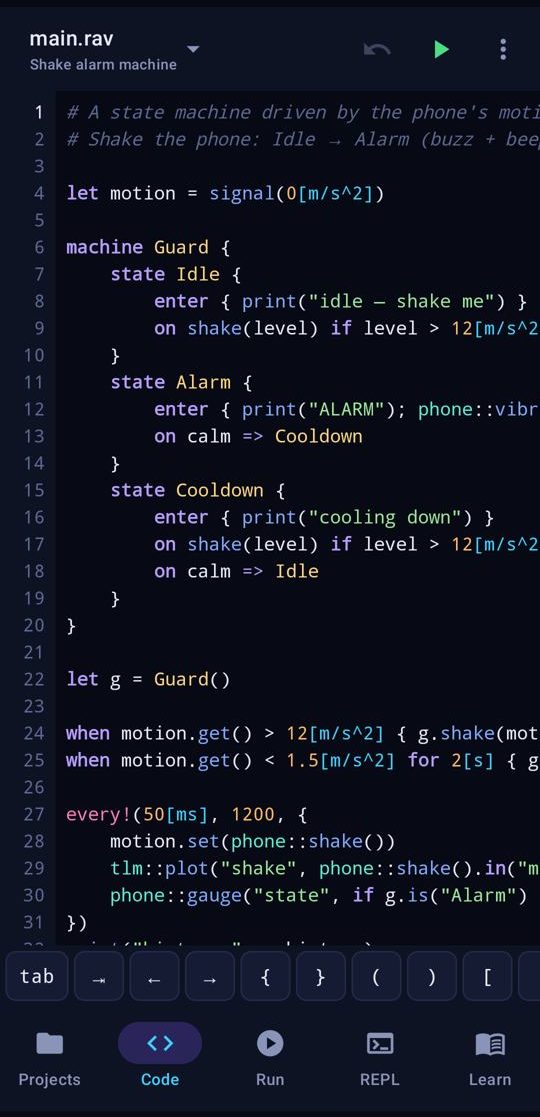 main.rav
Shake alarm machine
1 # A state machine driven by the phone's moti
2 # Shake the phone: Idle → Alarm (buzz + bee
3
4 let motion = signal(0[m/s^2])
5
6 machine Guard {
7     state Idle {
8         enter { print("idle — shake me") }
9         on shake(level) if level > 12[m/s^2
10     }
11     state Alarm {
12         enter { print("ALARM"); phone::vibr
13         on calm => Cooldown
14     }
15     state Cooldown {
16         enter { print("cooling down") }
17         on shake(level) if level > 12[m/s^2
18         on calm => Idle
19     }
20 }
21
22 let g = Guard()
23
24 when motion.get() > 12[m/s^2] { g.shake(mot
25 when motion.get() < 1.5[m/s^2] for 2[s] { g
26
27 every!(50[ms], 1200, {
28     motion.set(phone::shake())
29     tlm::plot("shake", phone::shake().in("m
30     phone::gauge("state", if g.is("Alarm")
31 })
tab ⇥ ← → { } ( ) [
Projects Code Run REPL Learn